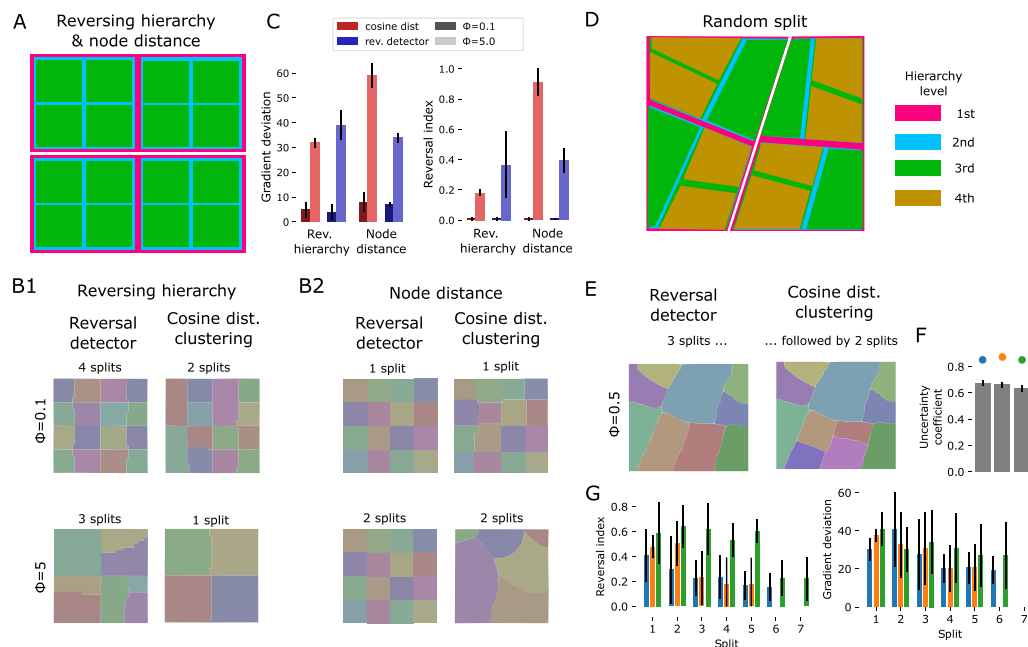 A
Reversing hierarchy
& node distance
C
cosine dist
rev. detector
Φ=0.1
Φ=5.0
Gradient deviation
60
50
40
30
20
10
0
Rev.
hierarchy
Node
distance
Reversal index
1.0
0.8
0.6
0.4
0.2
0.0
Rev.
hierarchy
Node
distance
D
Random split
Hierarchy
level
1st
2nd
3rd
4th
B1
Reversing hierarchy
Reversal
detector
Cosine dist.
clustering
4 splits
2 splits
Φ=0.1
3 splits
1 split
Φ=5
B2
Node distance
Reversal
detector
Cosine dist.
clustering
1 split
1 split
2 splits
2 splits
E
Reversal
detector
Cosine dist.
clustering
3 splits ...
... followed by 2 splits
Φ=0.5
F
Uncertainty
coefficient
0.8
0.6
0.4
0.2
0.0
G
Reversal index
0.8
0.6
0.4
0.2
0.0
1 2 3 4 5 6 7
Split
Gradient deviation
60
40
20
0
1 2 3 4 5 6 7
Split